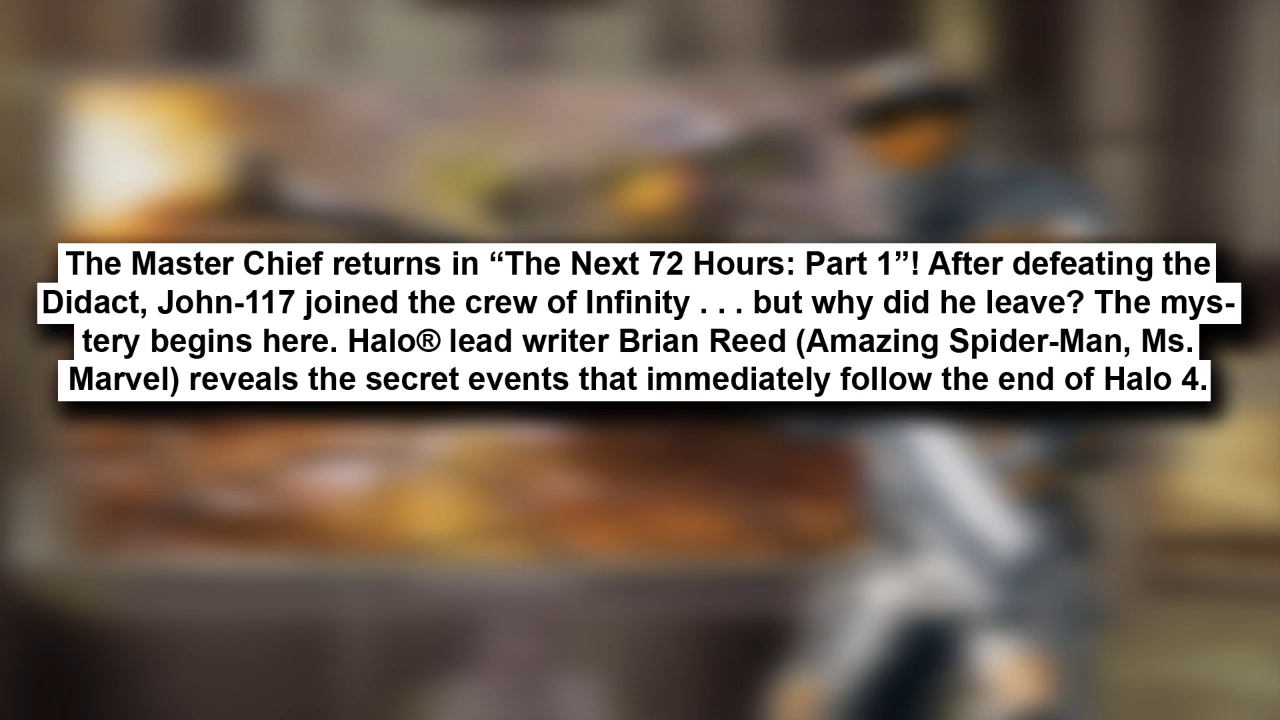 The Master Chief returns in “The Next 72 Hours: Part 1”! After defeating the
Didact, John-117 joined the crew of Infinity . . . but why did he leave? The mys-
tery begins here. Halo® lead writer Brian Reed (Amazing Spider-Man, Ms.
Marvel) reveals the secret events that immediately follow the end of Halo 4.